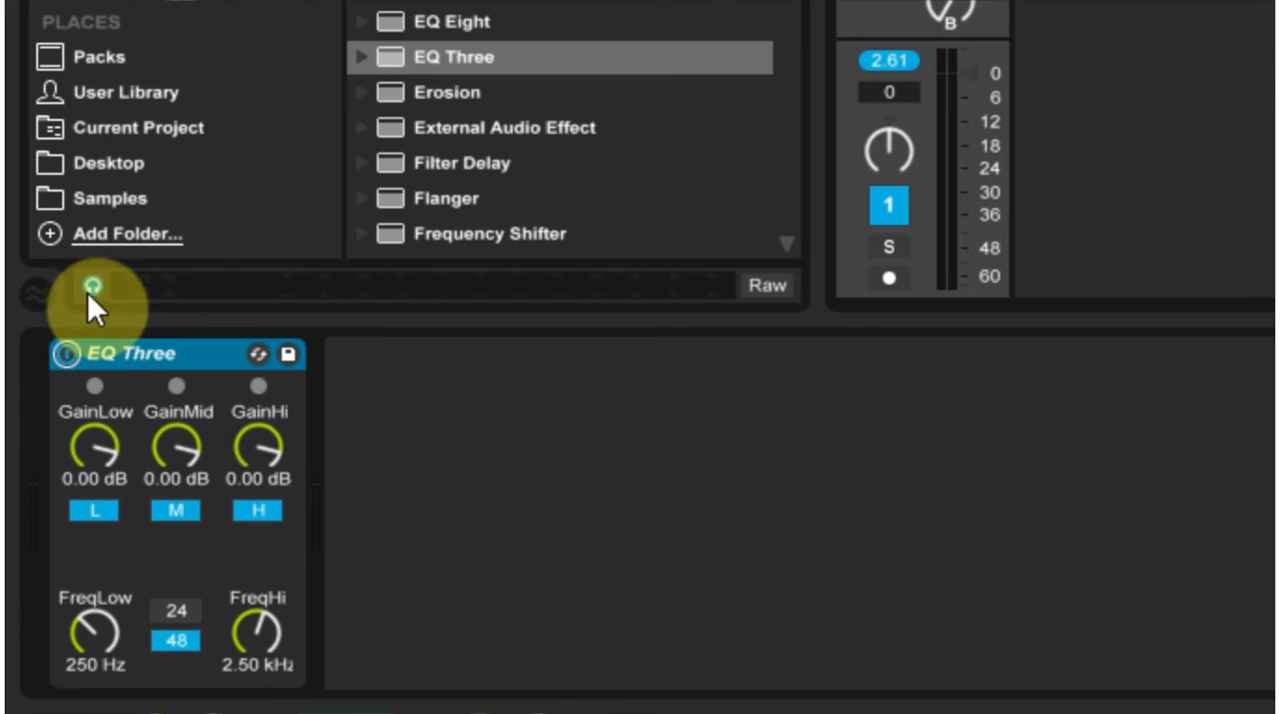 PLACES
Packs
User Library
Current Project
Desktop
Samples
Add Folder...
EQ Eight
EQ Three
Erosion
External Audio Effect
Filter Delay
Flanger
Frequency Shifter
Raw
B
2.61
0
1
S
0
6
12
18
24
30
36
48
60
EQ Three
GainLow GainMid GainHi
0.00 dB 0.00 dB 0.00 dB
L M H
FreqLow 24 FreqHi
48
250 Hz 2.50 kHz